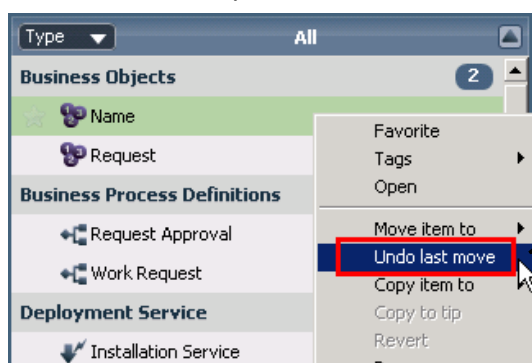 Type All
Business Objects 2
Name
Request
Business Process Definitions
Request Approval
Work Request
Deployment Service
Installation Service
Favorite
Tags
Open
Move item to
Undo last move
Copy item to
Copy to tip
Revert